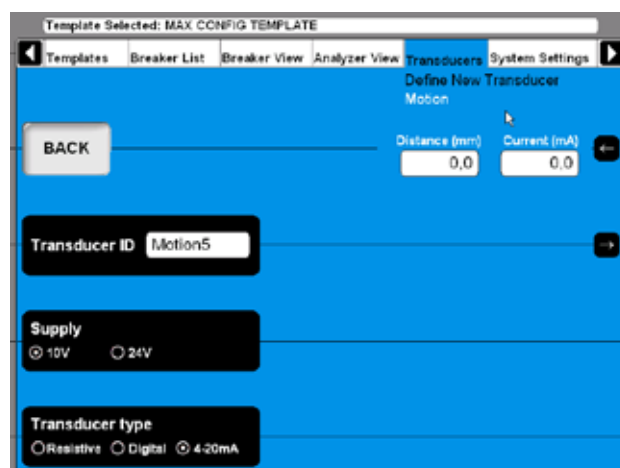 Template Selected: MAX CONFIG TEMPLATE
Templates Breaker List Breaker View Analyzer View Transducers System Settings
Define New Transducer
Motion
BACK
Distance (mm) Current (mA)
0,0 0,0
Transducer ID Motion5
Supply
10V 24V
Transducer type
Resistive Digital 4-20mA